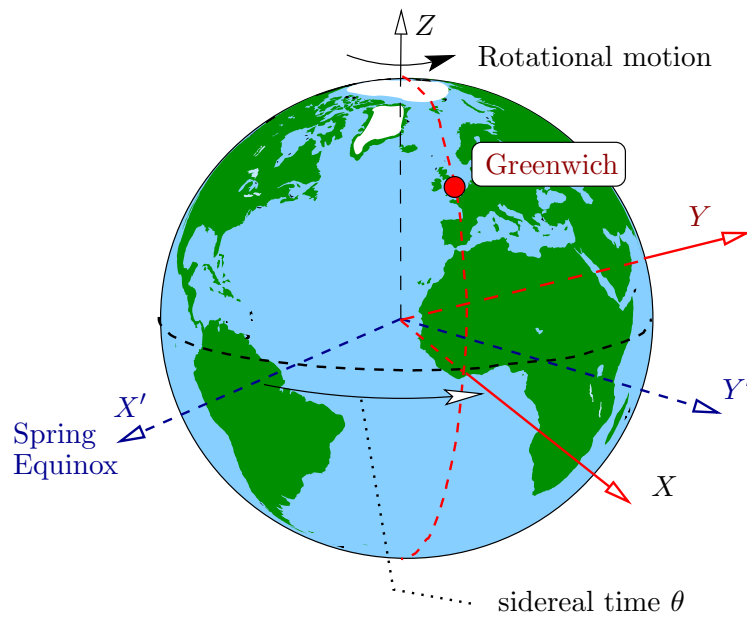 Z
Rotational motion
Greenwich
Y
X′
Y′
Spring
Equinox
X
sidereal time θ